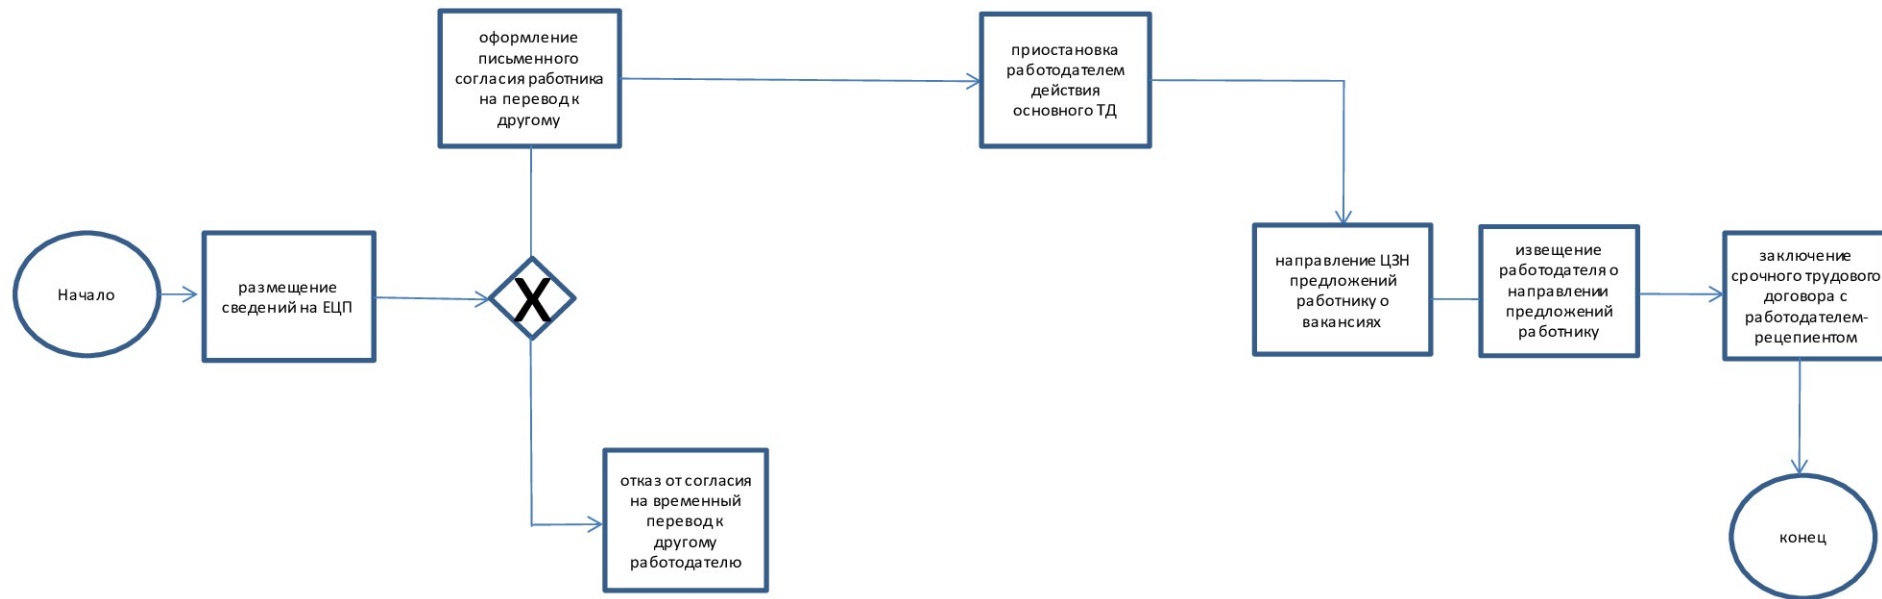 оформление
письменного
согласия работника
на перевод к
другому
приостановка
работодателем
действия
основного ТД
Начало
размещение
сведений на ЕЦП
X
направление ЦЗН
предложений
работнику о
вакансиях
извещение
работодателя о
направлении
предложений
работнику
заключение
срочного трудового
договора с
работодателем-
рецепиентом
отказ от согласия
на временный
перевод к
другому
работодателю
конец